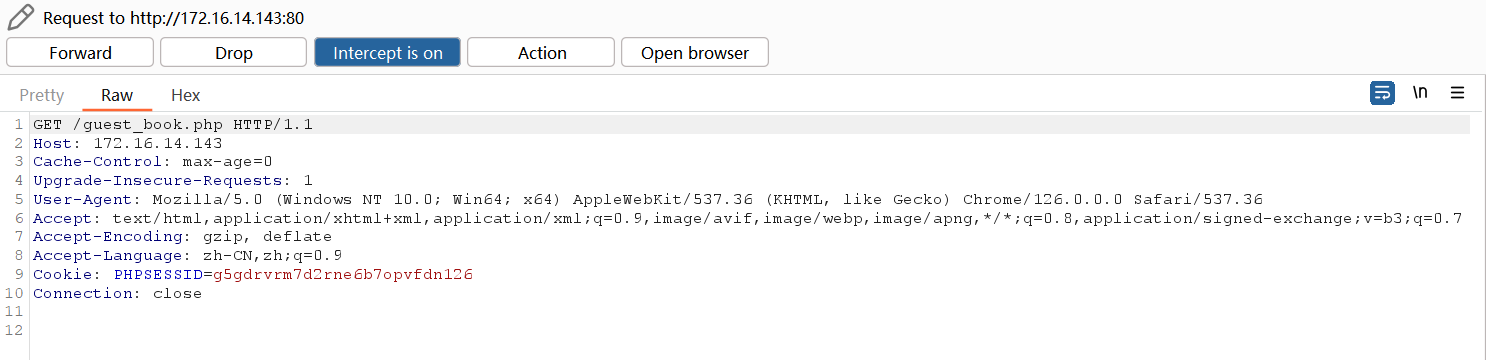 Request to http://172.16.14.143:80
Forward Drop Intercept is on Action Open browser
Pretty Raw Hex \n
1 GET /guest_book.php HTTP/1.1
2 Host: 172.16.14.143
3 Cache-Control: max-age=0
4 Upgrade-Insecure-Requests: 1
5 User-Agent: Mozilla/5.0 (Windows NT 10.0; Win64; x64) AppleWebKit/537.36 (KHTML, like Gecko) Chrome/126.0.0.0 Safari/537.36
6 Accept: text/html,application/xhtml+xml,application/xml;q=0.9,image/avif,image/webp,image/apng,*/*;q=0.8,application/signed-exchange;v=b3;q=0.7
7 Accept-Encoding: gzip, deflate
8 Accept-Language: zh-CN,zh;q=0.9
9 Cookie: PHPSESSID=g5gdrvrm7d2rne6b7opvfdn126
10 Connection: close
11
12